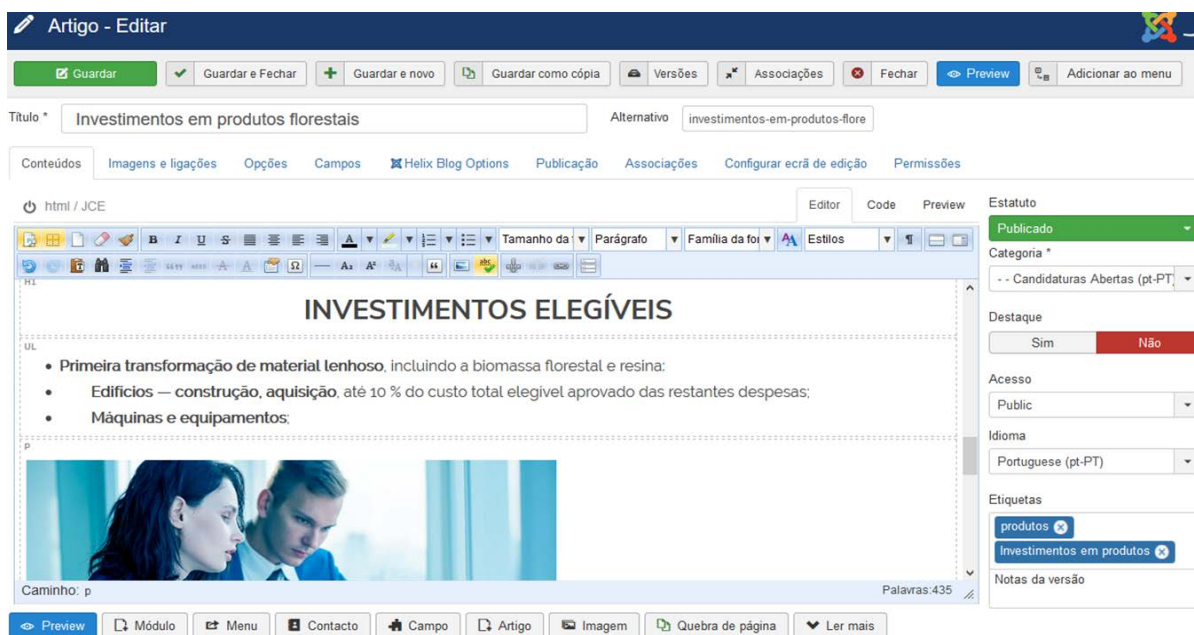 Artigo - Editar
Guardar Guardar e Fechar Guardar e novo Guardar como cópia Versões Associações Fechar Preview Adicionar ao menu
Título * Investimentos em produtos florestais Alternativo investimentos-em-produtos-flore
Conteúdos Imagens e ligações Opções Campos Helix Blog Options Publicação Associações Configurar ecrã de edição Permissões
html / JCE Editor Code Preview
Estatuto
Publicado
Tamanho da Parágrafo Família da fo Estilos
Categoria *
- - Candidaturas Abertas (pt-PT)
H1
INVESTIMENTOS ELEGÍVEIS
Destaque
Sim Não
UL
• Primeira transformação de material lenhoso, incluindo a biomassa florestal e resina:
• Edifícios — construção, aquisição, até 10 % do custo total elegível aprovado das restantes despesas;
• Máquinas e equipamentos;
Acesso
Public
Idioma
Portuguese (pt-PT)
Etiquetas
produtos
Investimentos em produtos
Notas da versão
P
Caminho: p Palavras:435
Preview Módulo Menu Contacto Campo Artigo Imagem Quebra de página Ler mais